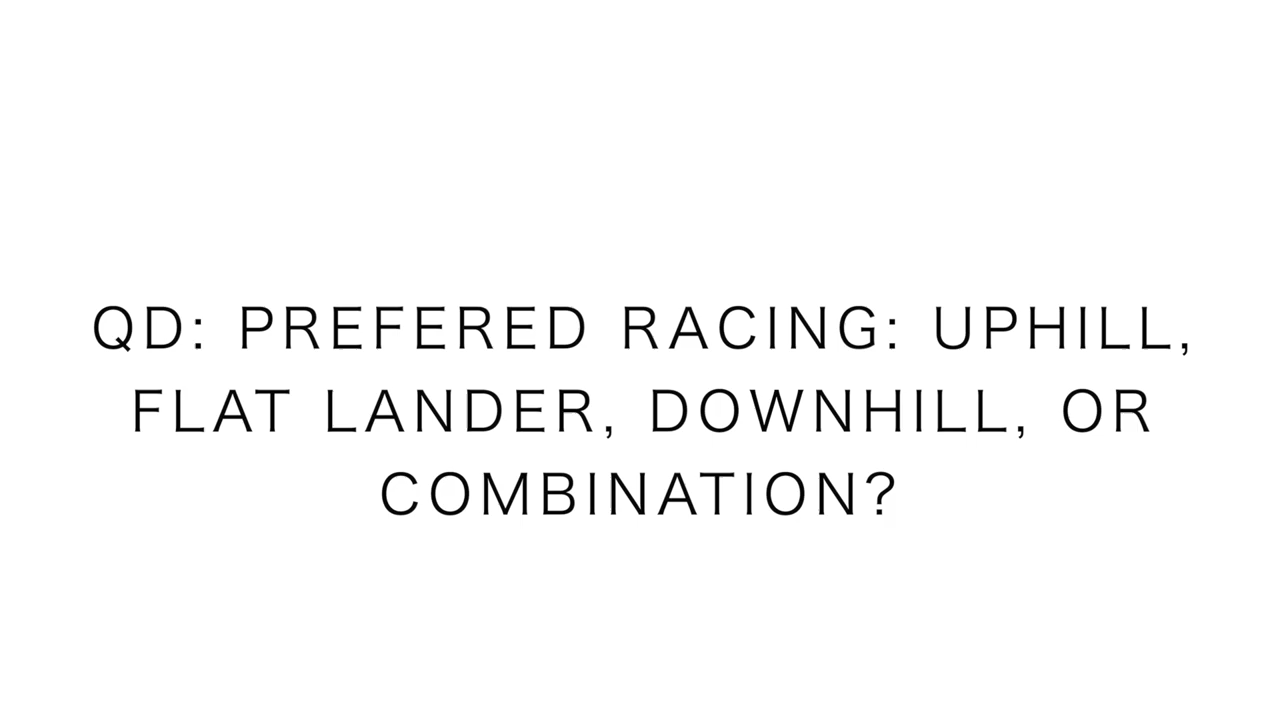 QD: PREFERED RACING: UPHILL,
FLAT LANDER, DOWNHILL, OR
COMBINATION?